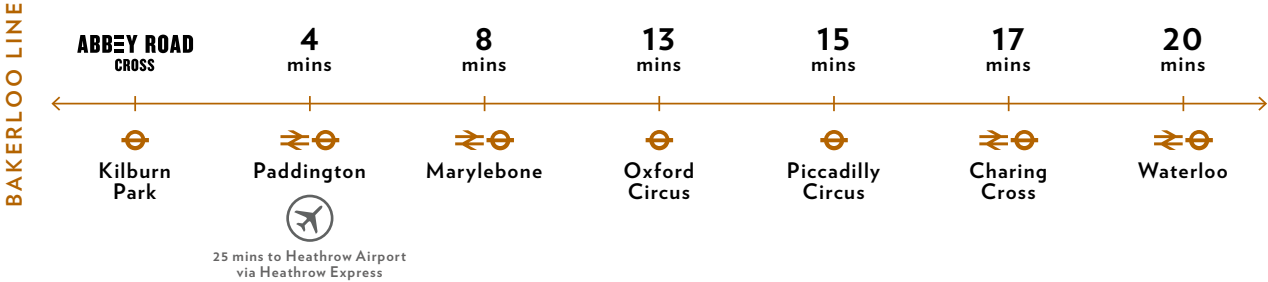 BAKERLOO LINE
ABBEY ROAD
CROSS
4
mins
8
mins
13
mins
15
mins
17
mins
20
mins
Kilburn
Park
Paddington
Marylebone
Oxford
Circus
Piccadilly
Circus
Charing
Cross
Waterloo
25 mins to Heathrow Airport
via Heathrow Express